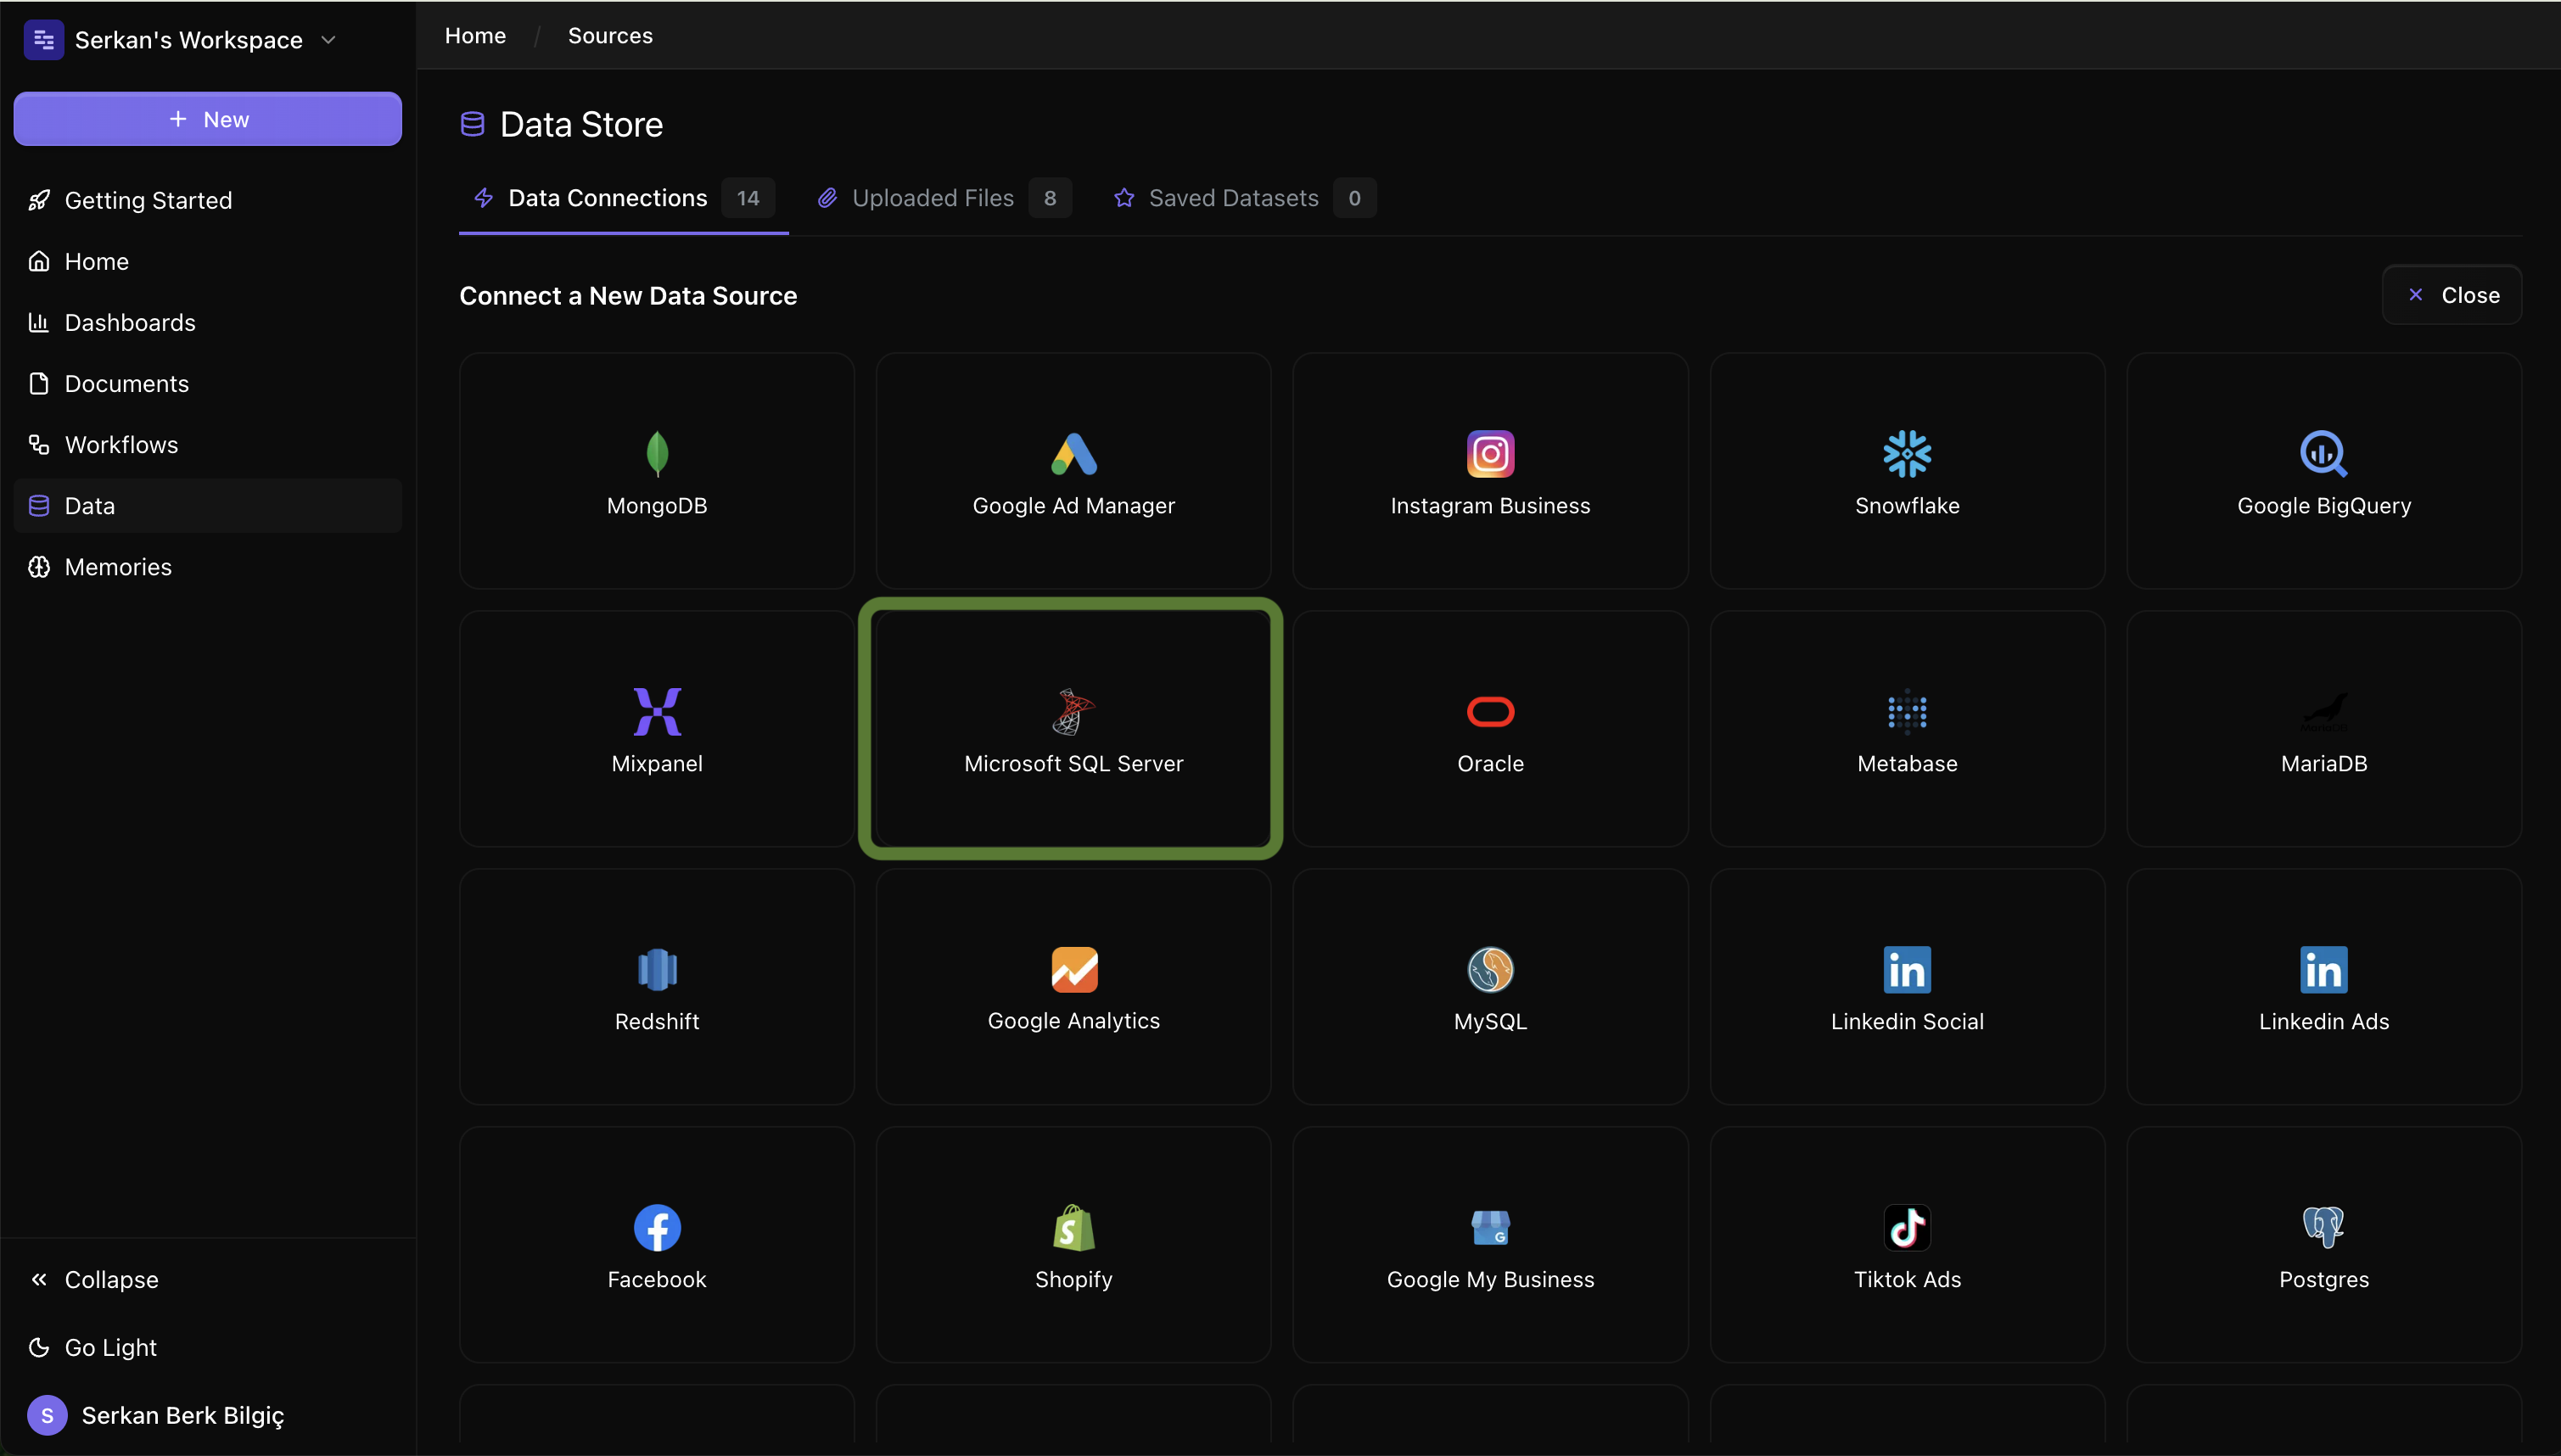 Serkan's Workspace
Home / Sources
New
Getting Started
Home
Dashboards
Documents
Workflows
Data
Memories
Collapse
Go Light
S Serkan Berk Bilgiç
Data Store
Data Connections 14 Uploaded Files 8 Saved Datasets 0
Connect a New Data Source
Close
MongoDB
Google Ad Manager
Instagram Business
Snowflake
Google BigQuery
Mixpanel
Microsoft SQL Server
Oracle
Metabase
MariaDB
Redshift
Google Analytics
MySQL
in
Linkedin Social
in
Linkedin Ads
Facebook
Shopify
Google My Business
Tiktok Ads
Postgres